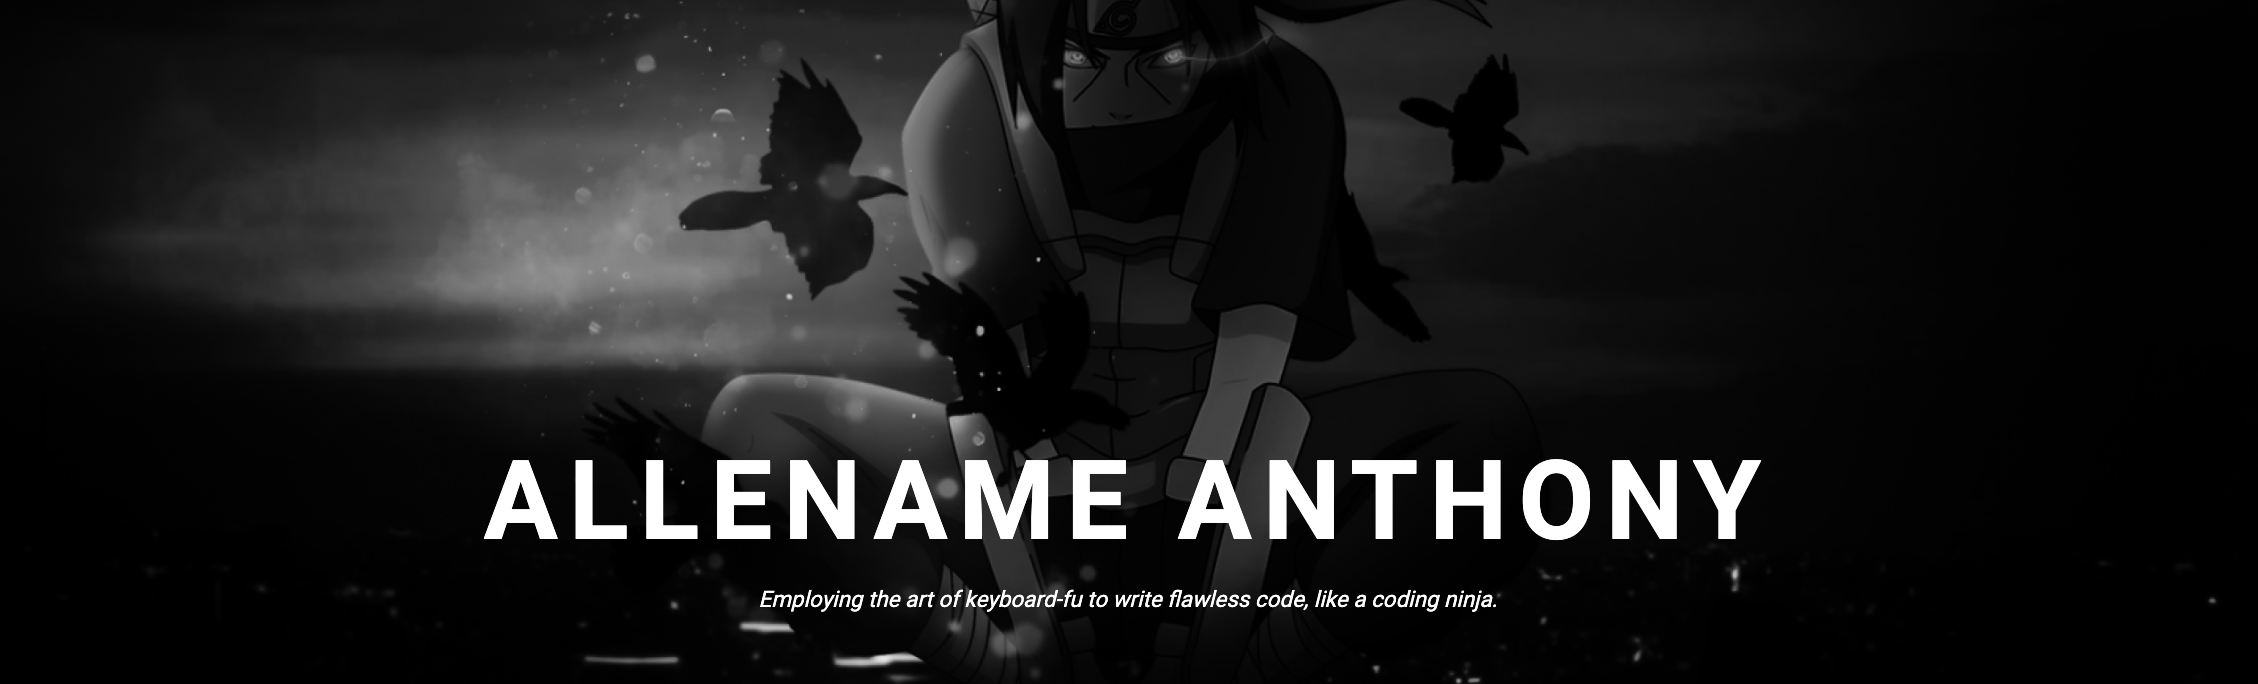 ALLENAME ANTHONY
Employing the art of keyboard-fu to write flawless code, like a coding ninja.